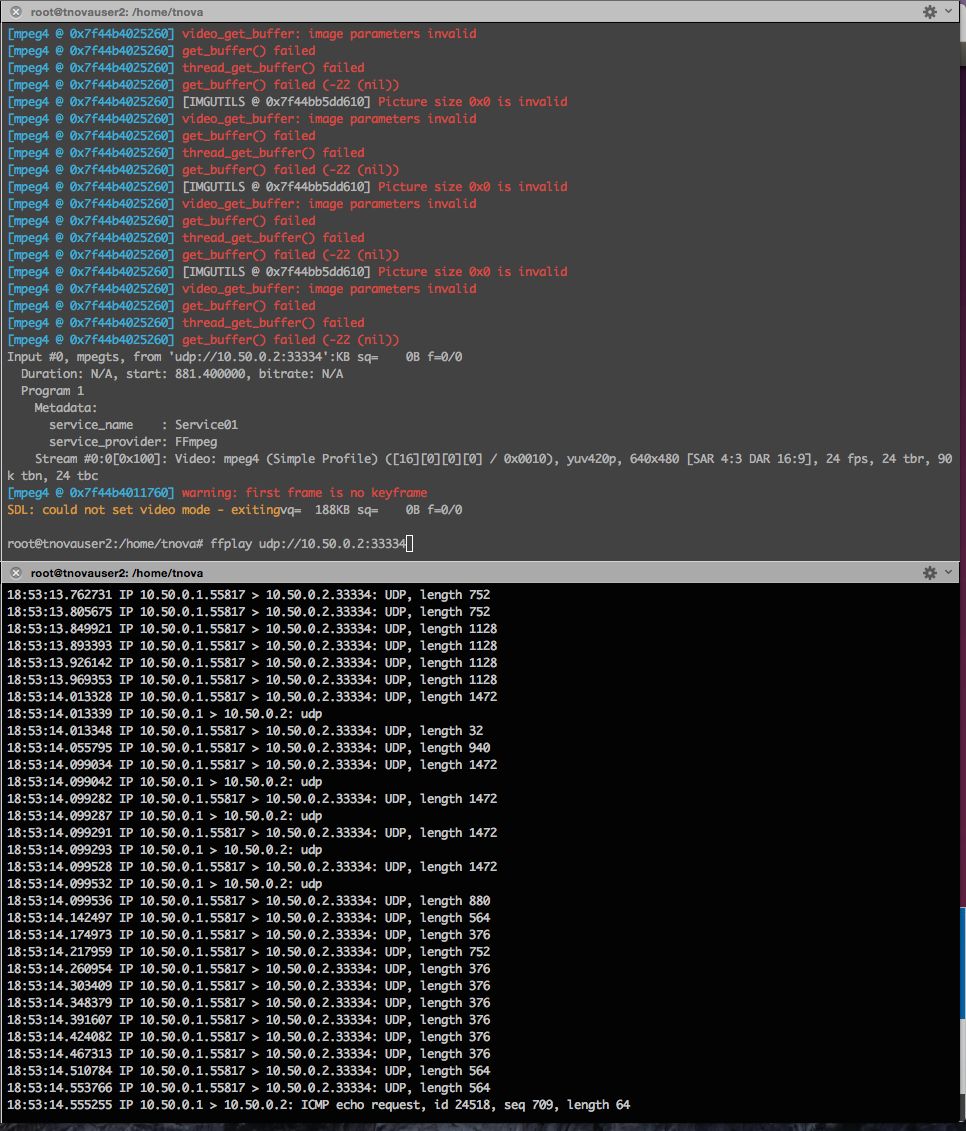 root@tnovauser2: /home/tnova
[mpeg4 @ 0x7f44b4025260] video_get_buffer: image parameters invalid
[mpeg4 @ 0x7f44b4025260] get_buffer() failed
[mpeg4 @ 0x7f44b4025260] thread_get_buffer() failed
[mpeg4 @ 0x7f44b4025260] get_buffer() failed (-22 (nil))
[mpeg4 @ 0x7f44b4025260] [IMGUTILS @ 0x7f44bb5dd610] Picture size 0x0 is invalid
[mpeg4 @ 0x7f44b4025260] video_get_buffer: image parameters invalid
[mpeg4 @ 0x7f44b4025260] get_buffer() failed
[mpeg4 @ 0x7f44b4025260] thread_get_buffer() failed
[mpeg4 @ 0x7f44b4025260] get_buffer() failed (-22 (nil))
[mpeg4 @ 0x7f44b4025260] [IMGUTILS @ 0x7f44bb5dd610] Picture size 0x0 is invalid
[mpeg4 @ 0x7f44b4025260] video_get_buffer: image parameters invalid
[mpeg4 @ 0x7f44b4025260] get_buffer() failed
[mpeg4 @ 0x7f44b4025260] thread_get_buffer() failed
[mpeg4 @ 0x7f44b4025260] get_buffer() failed (-22 (nil))
[mpeg4 @ 0x7f44b4025260] [IMGUTILS @ 0x7f44bb5dd610] Picture size 0x0 is invalid
[mpeg4 @ 0x7f44b4025260] video_get_buffer: image parameters invalid
[mpeg4 @ 0x7f44b4025260] get_buffer() failed
[mpeg4 @ 0x7f44b4025260] thread_get_buffer() failed
[mpeg4 @ 0x7f44b4025260] get_buffer() failed (-22 (nil))
Input #0, mpegts, from 'udp://10.50.0.2:33334':KB sq=    0B f=0/0
  Duration: N/A, start: 881.400000, bitrate: N/A
  Program 1
    Metadata:
      service_name    : Service01
      service_provider: FFmpeg
    Stream #0:0[0x100]: Video: mpeg4 (Simple Profile) ([16][0][0][0] / 0x0010), yuv420p, 640x480 [SAR 4:3 DAR 16:9], 24 fps, 24 tbr, 90
k tbn, 24 tbc
[mpeg4 @ 0x7f44b4011760] warning: first frame is no keyframe
SDL: could not set video mode - exitingvq=  188KB sq=    0B f=0/0
root@tnovauser2:/home/tnova# ffplay udp://10.50.0.2:33334
root@tnovauser2: /home/tnova
18:53:13.762731 IP 10.50.0.1.55817 > 10.50.0.2.33334: UDP, length 752
18:53:13.805675 IP 10.50.0.1.55817 > 10.50.0.2.33334: UDP, length 752
18:53:13.849921 IP 10.50.0.1.55817 > 10.50.0.2.33334: UDP, length 1128
18:53:13.893393 IP 10.50.0.1.55817 > 10.50.0.2.33334: UDP, length 1128
18:53:13.926142 IP 10.50.0.1.55817 > 10.50.0.2.33334: UDP, length 1128
18:53:13.969353 IP 10.50.0.1.55817 > 10.50.0.2.33334: UDP, length 1128
18:53:14.013328 IP 10.50.0.1.55817 > 10.50.0.2.33334: UDP, length 1472
18:53:14.013339 IP 10.50.0.1 > 10.50.0.2: udp
18:53:14.013348 IP 10.50.0.1.55817 > 10.50.0.2.33334: UDP, length 32
18:53:14.055795 IP 10.50.0.1.55817 > 10.50.0.2.33334: UDP, length 940
18:53:14.099034 IP 10.50.0.1.55817 > 10.50.0.2.33334: UDP, length 1472
18:53:14.099042 IP 10.50.0.1 > 10.50.0.2: udp
18:53:14.099282 IP 10.50.0.1.55817 > 10.50.0.2.33334: UDP, length 1472
18:53:14.099287 IP 10.50.0.1 > 10.50.0.2: udp
18:53:14.099291 IP 10.50.0.1.55817 > 10.50.0.2.33334: UDP, length 1472
18:53:14.099293 IP 10.50.0.1 > 10.50.0.2: udp
18:53:14.099528 IP 10.50.0.1.55817 > 10.50.0.2.33334: UDP, length 1472
18:53:14.099532 IP 10.50.0.1 > 10.50.0.2: udp
18:53:14.099536 IP 10.50.0.1.55817 > 10.50.0.2.33334: UDP, length 880
18:53:14.142497 IP 10.50.0.1.55817 > 10.50.0.2.33334: UDP, length 564
18:53:14.174973 IP 10.50.0.1.55817 > 10.50.0.2.33334: UDP, length 376
18:53:14.217959 IP 10.50.0.1.55817 > 10.50.0.2.33334: UDP, length 752
18:53:14.260954 IP 10.50.0.1.55817 > 10.50.0.2.33334: UDP, length 376
18:53:14.303409 IP 10.50.0.1.55817 > 10.50.0.2.33334: UDP, length 376
18:53:14.348379 IP 10.50.0.1.55817 > 10.50.0.2.33334: UDP, length 376
18:53:14.391607 IP 10.50.0.1.55817 > 10.50.0.2.33334: UDP, length 376
18:53:14.424082 IP 10.50.0.1.55817 > 10.50.0.2.33334: UDP, length 376
18:53:14.467313 IP 10.50.0.1.55817 > 10.50.0.2.33334: UDP, length 376
18:53:14.510784 IP 10.50.0.1.55817 > 10.50.0.2.33334: UDP, length 564
18:53:14.553766 IP 10.50.0.1.55817 > 10.50.0.2.33334: UDP, length 564
18:53:14.555255 IP 10.50.0.1 > 10.50.0.2: ICMP echo request, id 24518, seq 709, length 64